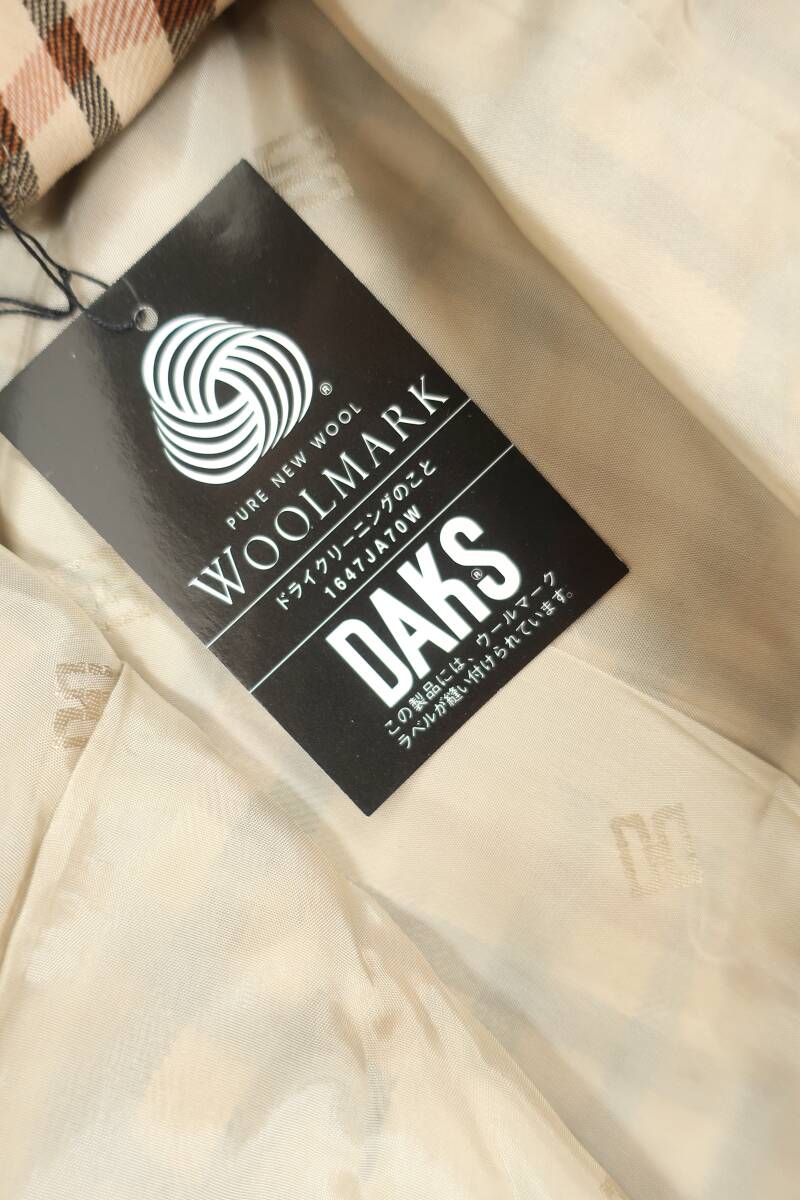 ®
PURE NEW WOOL
WOOLMARK
ドライクリーニングのこと
1647JA70W
DAKS®
この製品には、ウールマーク
ラベルが縫い付けられています。